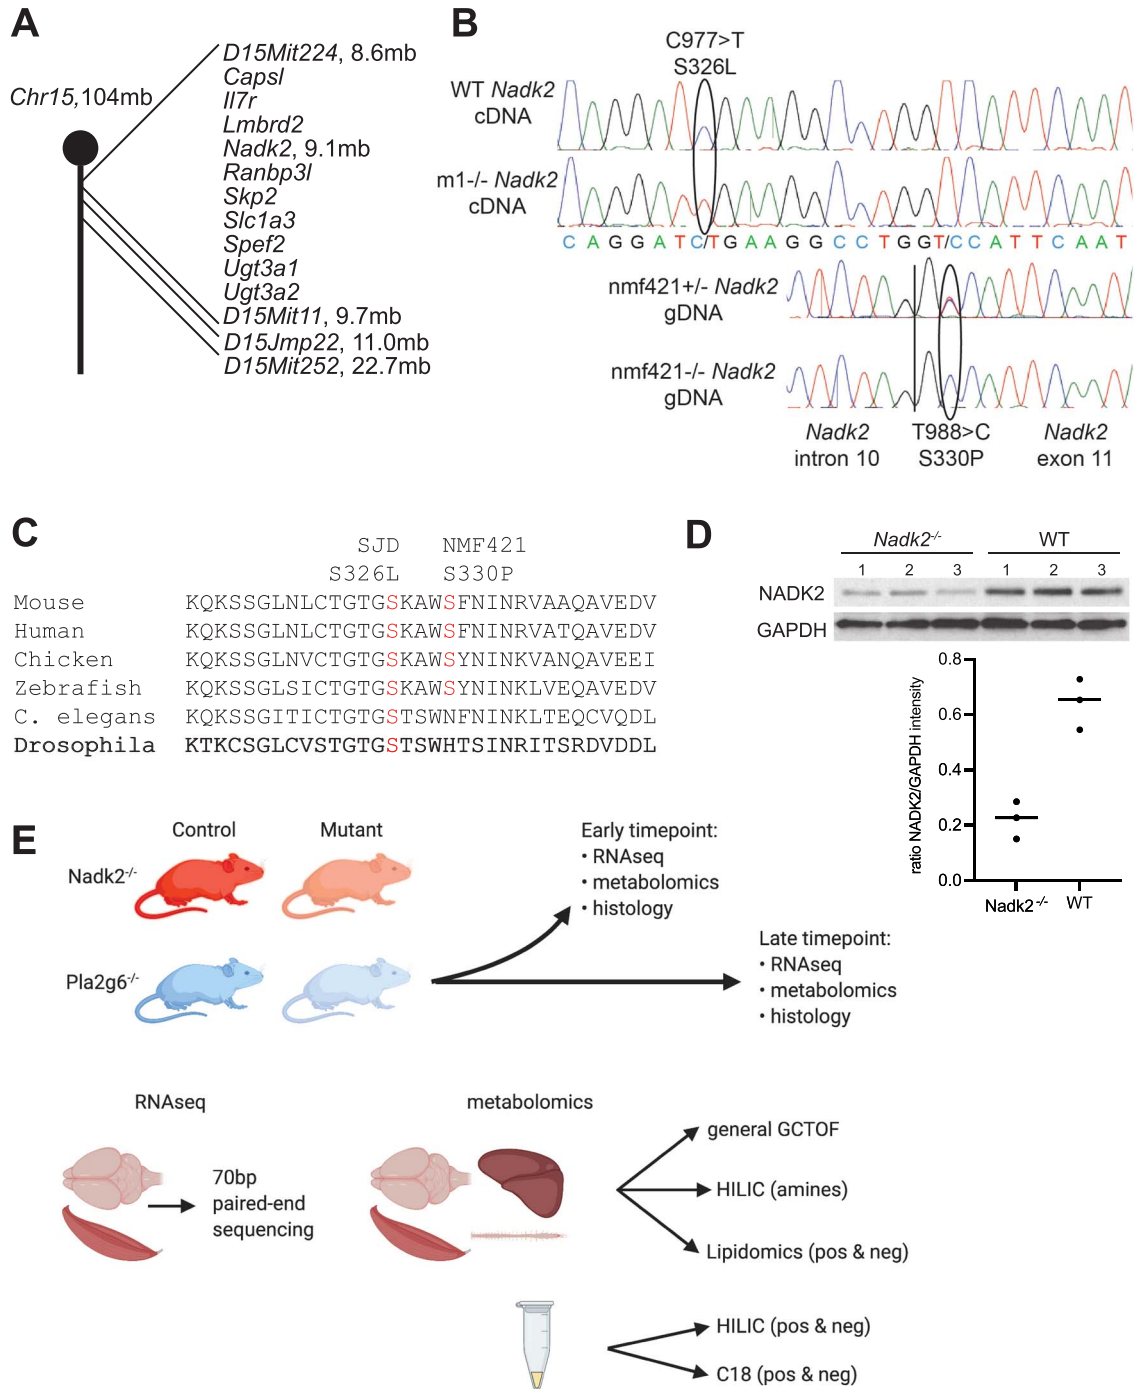 A
Chr15,104mb
D15Mit224, 8.6mb
Capsl
Il7r
Lmbrd2
Nadk2, 9.1mb
Ranbp3l
Skp2
Slc1a3
Spef2
Ugt3a1
Ugt3a2
D15Mit11, 9.7mb
D15Jmp22, 11.0mb
D15Mit252, 22.7mb
B
C977>T
S326L
WT Nadk2
cDNA
m1-/- Nadk2
cDNA
C A G G A T C/T G A A G G C C T G G T/C C A T T C A A T
nmf421+/- Nadk2
gDNA
nmf421-/- Nadk2
gDNA
Nadk2
intron 10
T988>C
S330P
Nadk2
exon 11
C
SJD NMF421
S326L S330P
Mouse KQKSSGLNLCTGTGSKAWSFNINRVAAQAVEDV
Human KQKSSGLNLCTGTGSKAWSFNINRVATQAVEDV
Chicken KQKSSGLNVCTGTGSKAWSYNINKVANQAVEEI
Zebrafish KQKSSGLSICTGTGSKAWSYNINKLVEQAVEDV
C. elegans KQKSSGITICTGTGSTSWNFNINKLTEQCVQDL
Drosophila KTKCSGLCVSTGTGSTSWHTSINRITSRDVDDL
D
Nadk2-/- WT
1 2 3 1 2 3
NADK2
GAPDH
ratio NADK2/GAPDH intensity
0.8
0.6
0.4
0.2
0.0
Nadk2-/- WT
E
Control Mutant
Nadk2-/-
Pla2g6-/-
Early timepoint:
• RNAseq
• metabolomics
• histology
Late timepoint:
• RNAseq
• metabolomics
• histology
RNAseq
70bp
paired-end
sequencing
metabolomics
general GCTOF
HILIC (amines)
Lipidomics (pos & neg)
HILIC (pos & neg)
C18 (pos & neg)